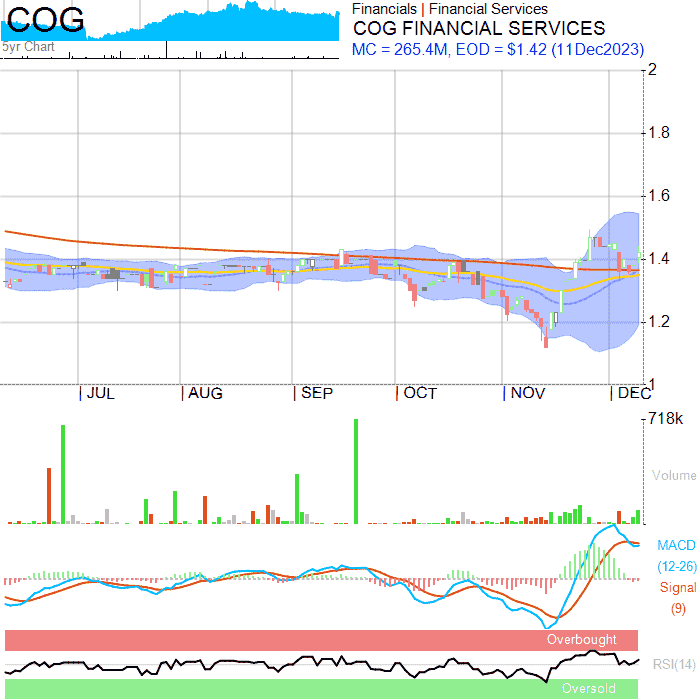 COG
5yr Chart
Financials | Financial Services
COG FINANCIAL SERVICES
MC = 265.4M, EOD = $1.42 (11Dec2023)
2
1.8
1.6
1.4
1.2
1
JUL
AUG
SEP
OCT
NOV
DEC
718k
Volume
MACD
(12-26)
Signal
(9)
Overbought
RSI(14)
Oversold